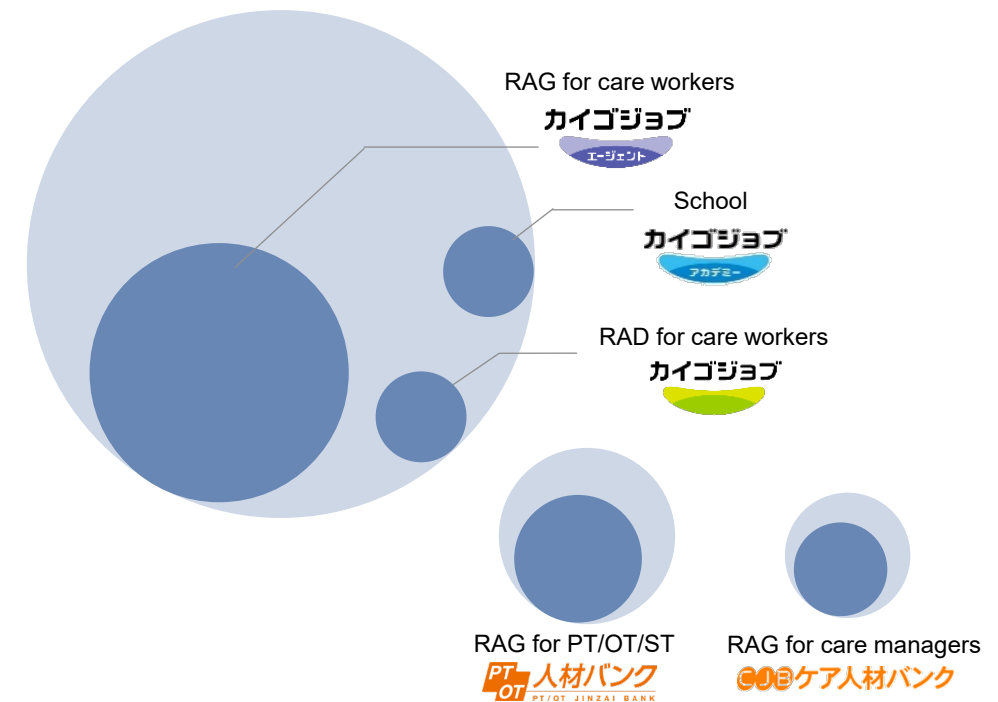 RAG for care workers
カイゴジョブ
エージェント
School
カイゴジョブ
アカデミー
RAD for care workers
カイゴジョブ
RAG for PT/OT/ST
PT
OT
人材バンク
PT/OT JINZAI BANK
RAG for care managers
CJBケア人材バンク